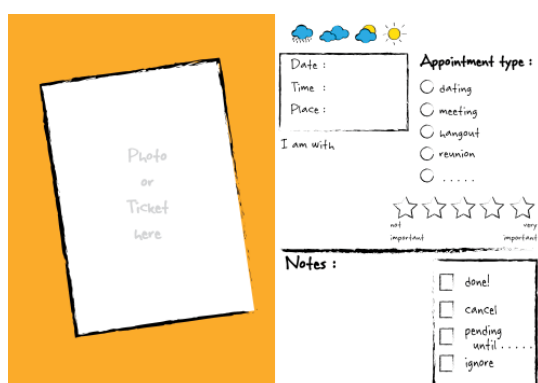 Photo
or
Ticket
here
Date :
Time :
Place :
I am with
Appointment type :
dating
meeting
hangout
reunion
. . . . .
not
important
very
important
Notes :
done!
cancel
pending
until . . . . .
ignore